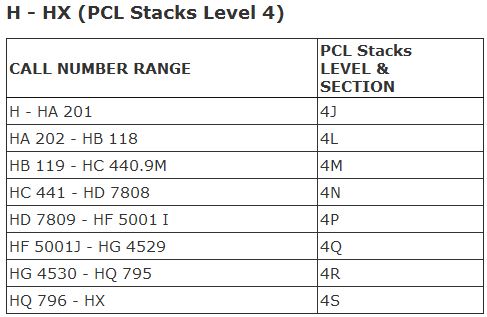 H - HX (PCL Stacks Level 4)
CALL NUMBER RANGE
PCL Stacks
LEVEL &
SECTION
H - HA 201 4J
HA 202 - HB 118 4L
HB 119 - HC 440.9M 4M
HC 441 - HD 7808 4N
HD 7809 - HF 5001 I 4P
HF 5001J - HG 4529 4Q
HG 4530 - HQ 795 4R
HQ 796 - HX 4S